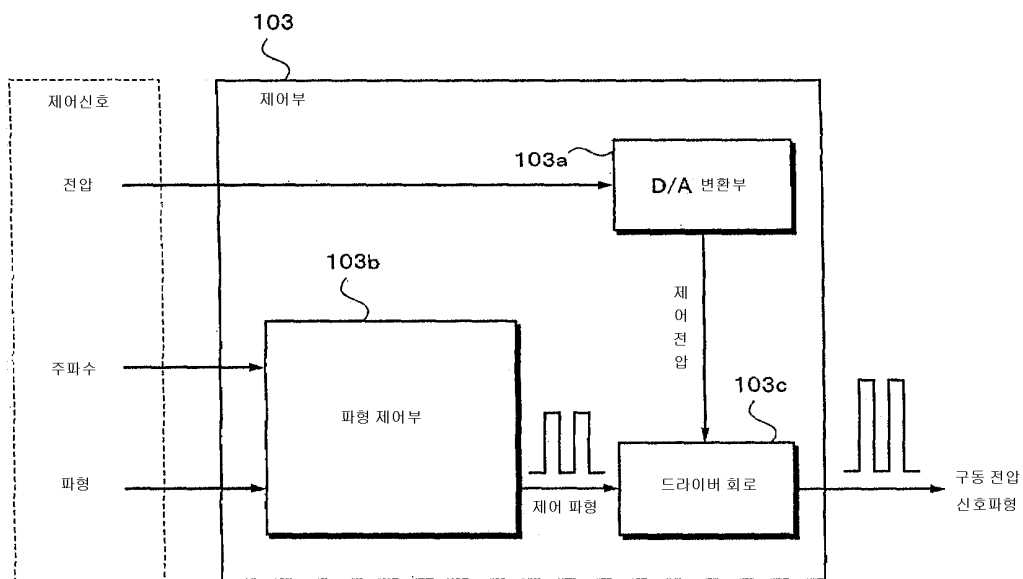 103
제어신호
제어부
전압
103a
D/A 변환부
103b
제
어
전
압
주파수
파형 제어부
103c
파형
제어 파형
드라이버 회로
구동 전압
신호파형